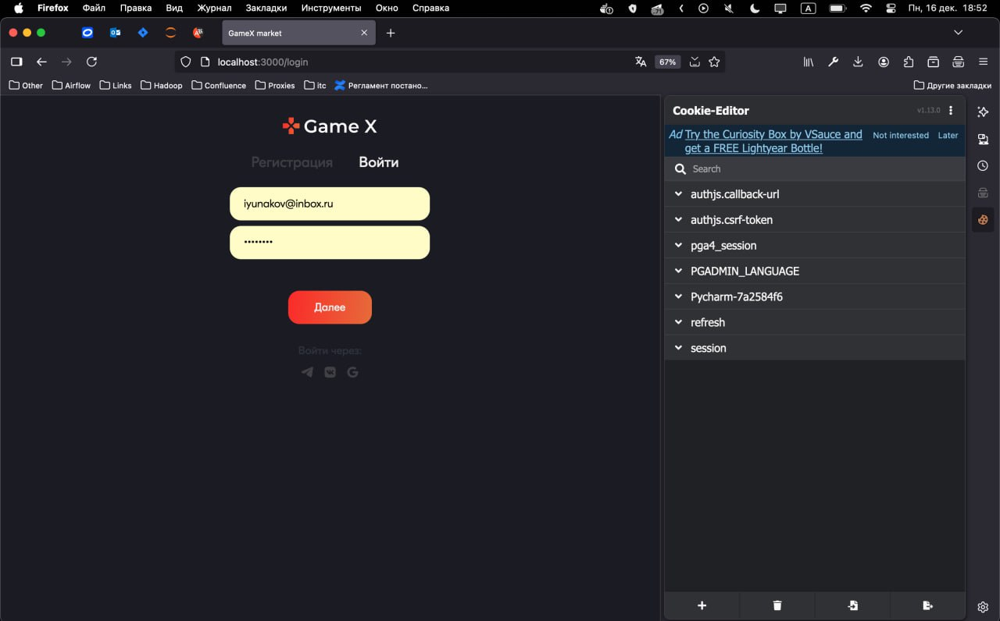 Firefox Файл Правка Вид Журнал Закладки Инструменты Окно Справка
А Пн, 16 дек. 18:52
GameX market
localhost:3000/login
67%
Other Airflow Links Hadoop Confluence Proxies itc Регламент постано...
Другие закладки
Game X
Регистрация Войти
iyunakov@inbox.ru
••••••••
Далее
Войти через:
Cookie-Editor v1.13.0
Ad Try the Curiosity Box by VSauce and
get a FREE Lightyear Bottle!
Not interested Later
Search
authjs.callback-url
authjs.csrf-token
pga4_session
PGADMIN_LANGUAGE
Pycharm-7a2584f6
refresh
session